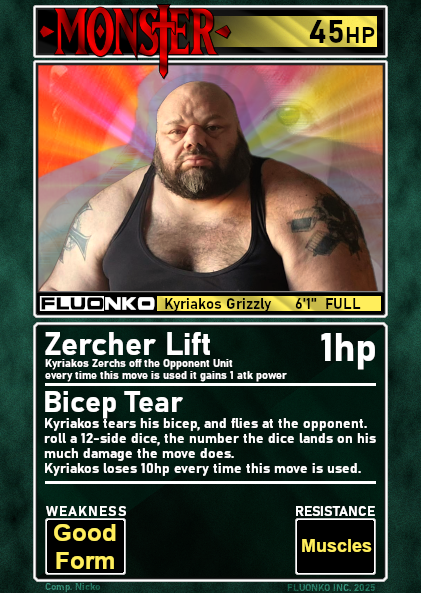 MONSTER
45HP
FLUONKO Kyriakos Grizzly 6'1" FULL
Zercher Lift 1hp
Kyriakos Zerchs off the Opponent Unit
every time this move is used it gains 1 atk power
Bicep Tear
Kyriakos tears his bicep, and flies at the opponent.
roll a 12-side dice, the number the dice lands on his
much damage the move does.
Kyriakos loses 10hp every time this move is used.
WEAKNESS RESISTANCE
Good
Form
Muscles
Comp. Nicko FLUONKO INC. 2025